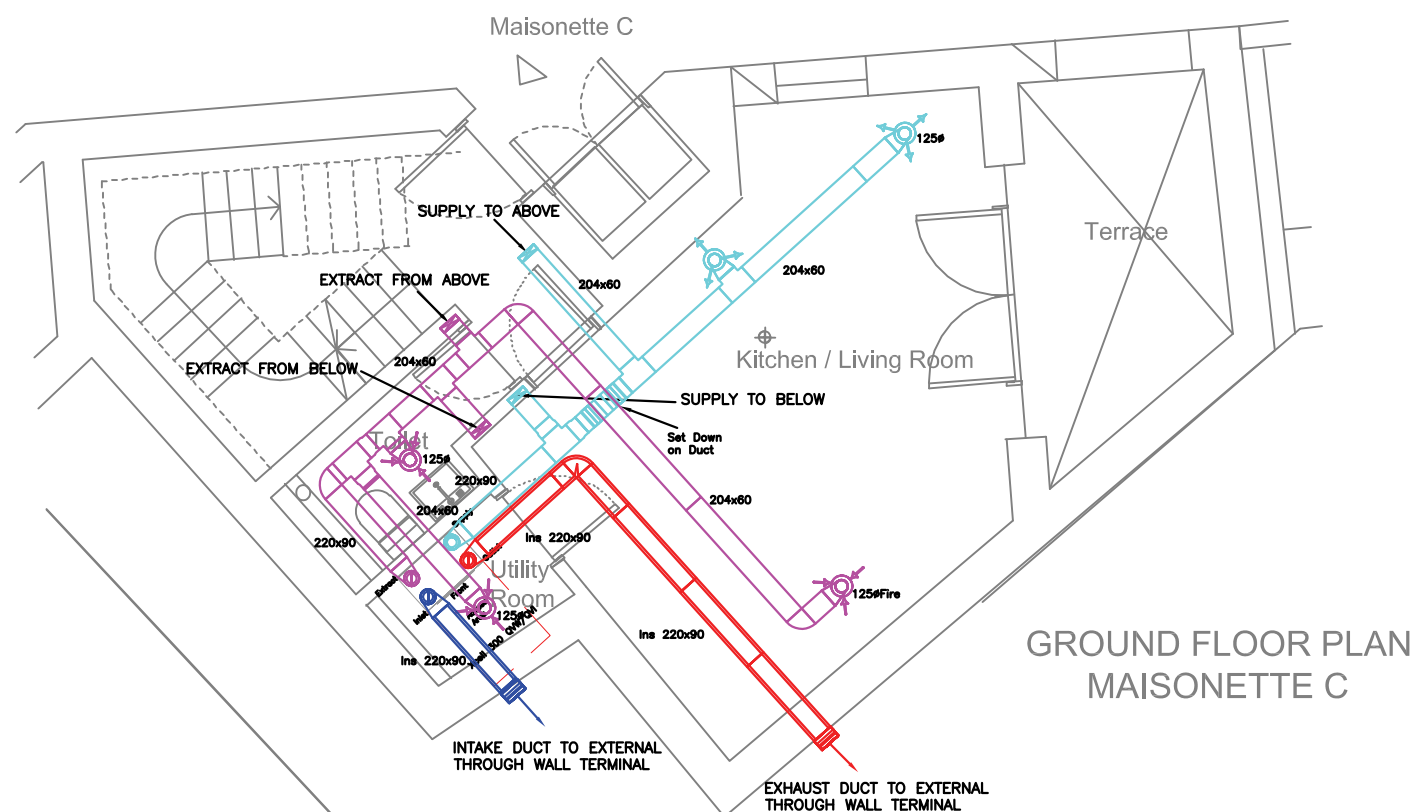 Maisonette C
125ø
SUPPLY TO ABOVE
Terrace
EXTRACT FROM ABOVE
204x60
204x60
Kitchen / Living Room
204x60
EXTRACT FROM BELOW
SUPPLY TO BELOW
Set Down
on Duct
Toilet
125ø
220x90
204x60
204x60
220x90
Ins 220x90
Utility
Room
Extract
Inlet
Front
125ø
125øFire
Ins 220x90
Ins 220x90
GROUND FLOOR PLAN
MAISONETTE C
INTAKE DUCT TO EXTERNAL
THROUGH WALL TERMINAL
EXHAUST DUCT TO EXTERNAL
THROUGH WALL TERMINAL